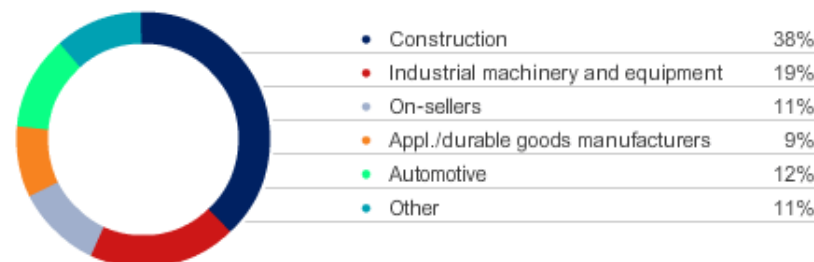 Construction 38%
Industrial machinery and equipment 19%
On-sellers 11%
Appl./durable goods manufacturers 9%
Automotive 12%
Other 11%